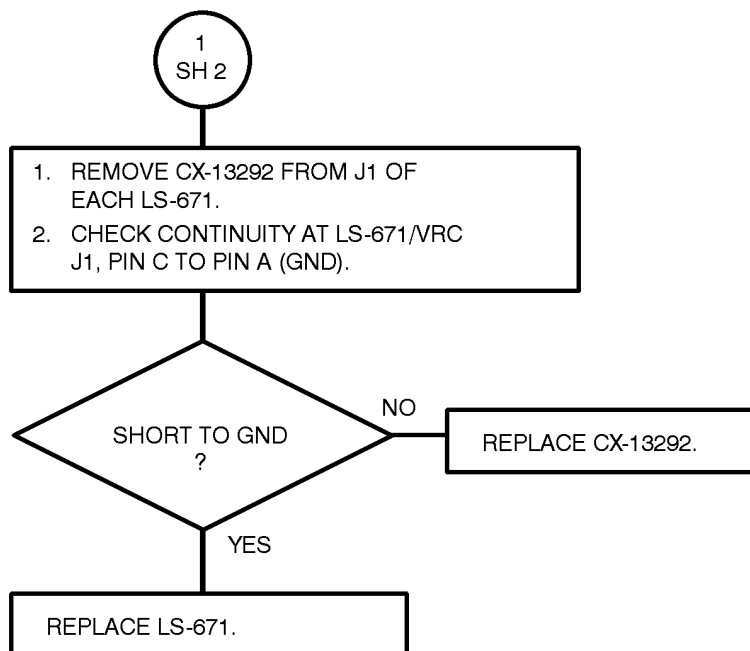 1
SH 2
1. REMOVE CX-13292 FROM J1 OF
EACH LS-671.
2. CHECK CONTINUITY AT LS-671/VRC
J1, PIN C TO PIN A (GND).
SHORT TO GND
?
NO
REPLACE CX-13292.
YES
REPLACE LS-671.